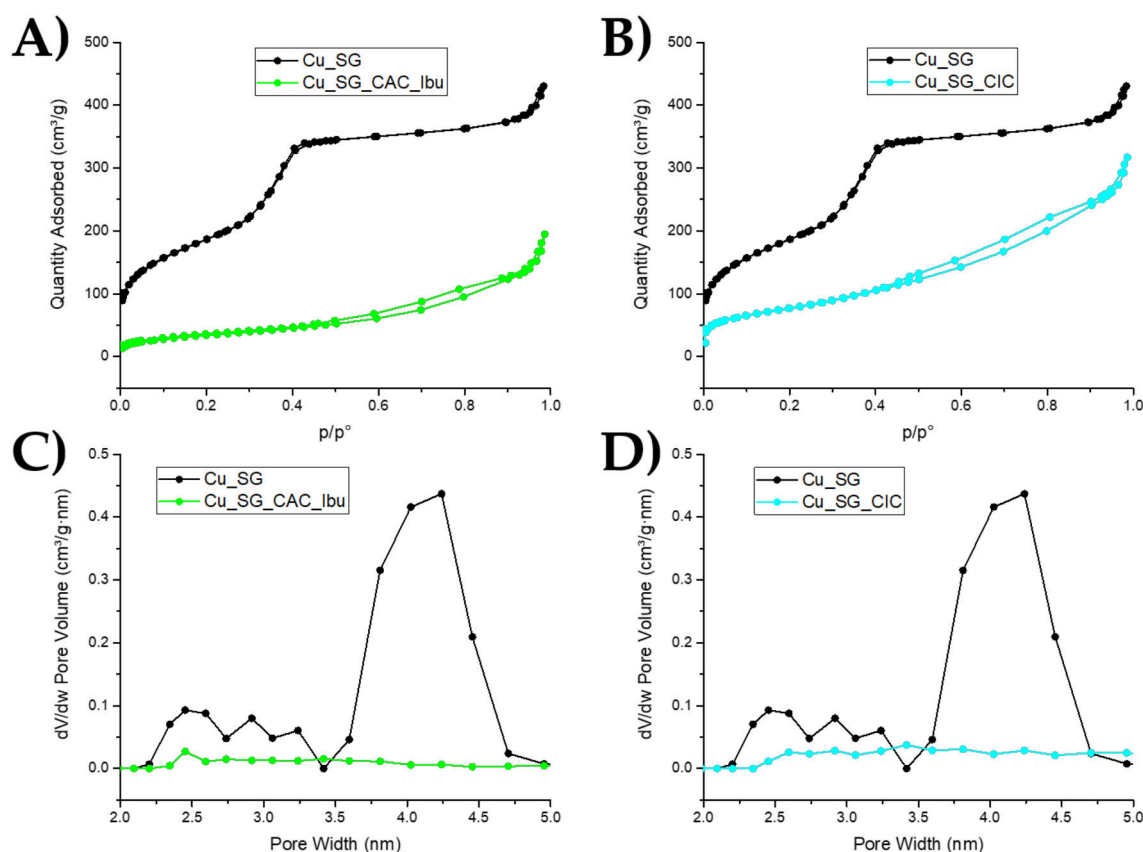 A)
Cu_SG
Cu_SG_CAC_Ibu
Quantity Adsorbed (cm³/g)
500
400
300
200
100
0
0.0 0.2 0.4 0.6 0.8 1.0
p/p°
B)
Cu_SG
Cu_SG_CIC
Quantity Adsorbed (cm³/g)
500
400
300
200
100
0
0.0 0.2 0.4 0.6 0.8 1.0
p/p°
C)
Cu_SG
Cu_SG_CAC_Ibu
dV/dw Pore Volume (cm³/g·nm)
0.5
0.4
0.3
0.2
0.1
0.0
2.0 2.5 3.0 3.5 4.0 4.5 5.0
Pore Width (nm)
D)
Cu_SG
Cu_SG_CIC
dV/dw Pore Volume (cm³/g·nm)
0.5
0.4
0.3
0.2
0.1
0.0
2.0 2.5 3.0 3.5 4.0 4.5 5.0
Pore Width (nm)